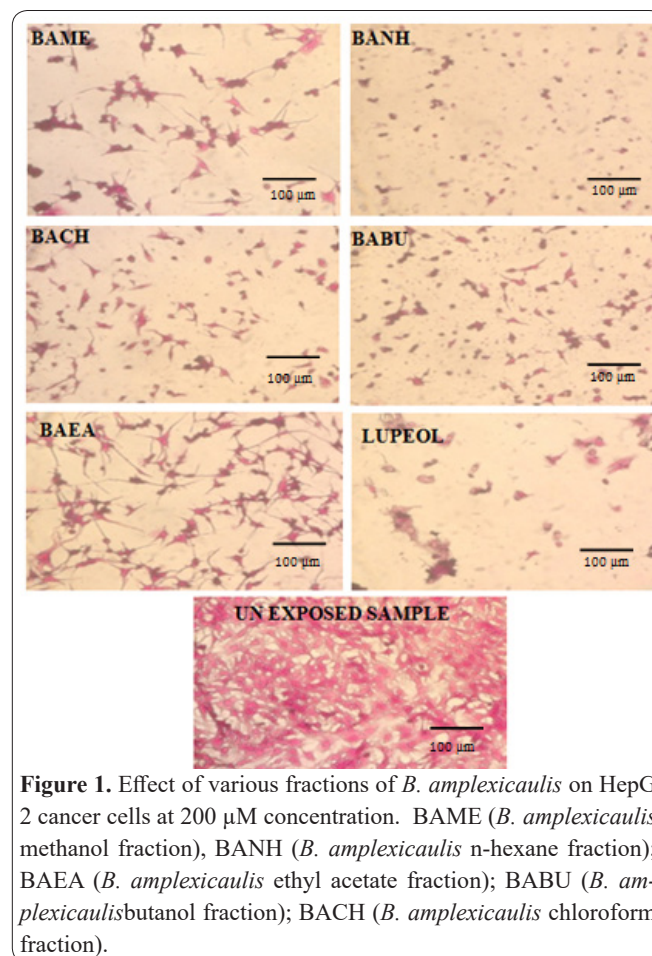 BAME
BANH
100 µm
100 µm
BACH
BABU
100 µm
100 µm
BAEA
LUPEOL
100 µm
100 µm
UN EXPOSED SAMPLE
100 µm
Figure 1. Effect of various fractions of B. amplexicaulis on HepG
2 cancer cells at 200 µM concentration. BAME (B. amplexicaulis
methanol fraction), BANH (B. amplexicaulis n-hexane fraction);
BAEA (B. amplexicaulis ethyl acetate fraction); BABU (B. am-
plexicaulisbutanol fraction); BACH (B. amplexicaulis chloroform
fraction).